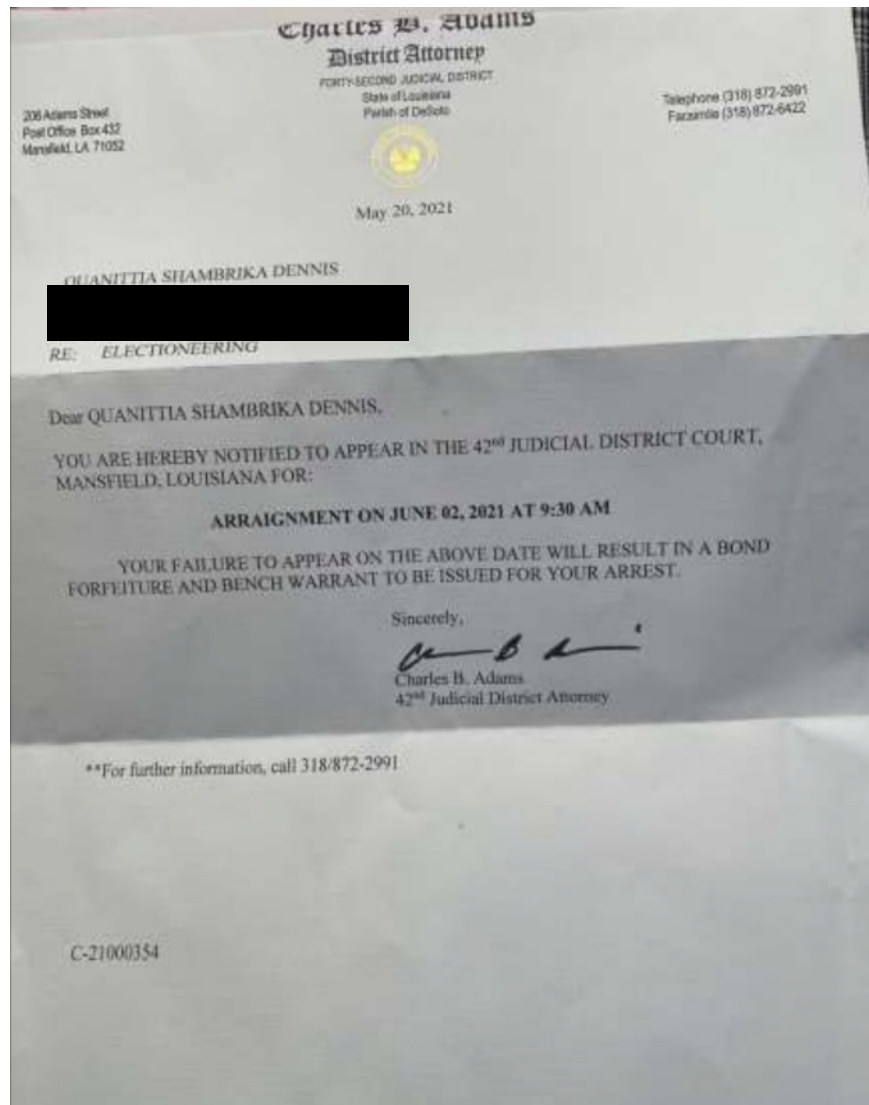 Charles B. Adams
District Attorney
FORTY-SECOND JUDICIAL DISTRICT
State of Louisiana
Parish of DeSoto
206 Adams Street
Post Office Box 432
Mansfield, LA 71052
Telephone (318) 872-2991
Facsimile (318) 872-6422
May 20, 2021
QUANITTIA SHAMBRIKA DENNIS
RE: ELECTIONEERING
Dear QUANITTIA SHAMBRIKA DENNIS,
YOU ARE HEREBY NOTIFIED TO APPEAR IN THE 42nd JUDICIAL DISTRICT COURT,
MANSFIELD, LOUISIANA FOR:
ARRAIGNMENT ON JUNE 02, 2021 AT 9:30 AM
YOUR FAILURE TO APPEAR ON THE ABOVE DATE WILL RESULT IN A BOND
FORFEITURE AND BENCH WARRANT TO BE ISSUED FOR YOUR ARREST.
Sincerely,
Charles B. Adams
42nd Judicial District Attorney
**For further information, call 318/872-2991
C-21000354